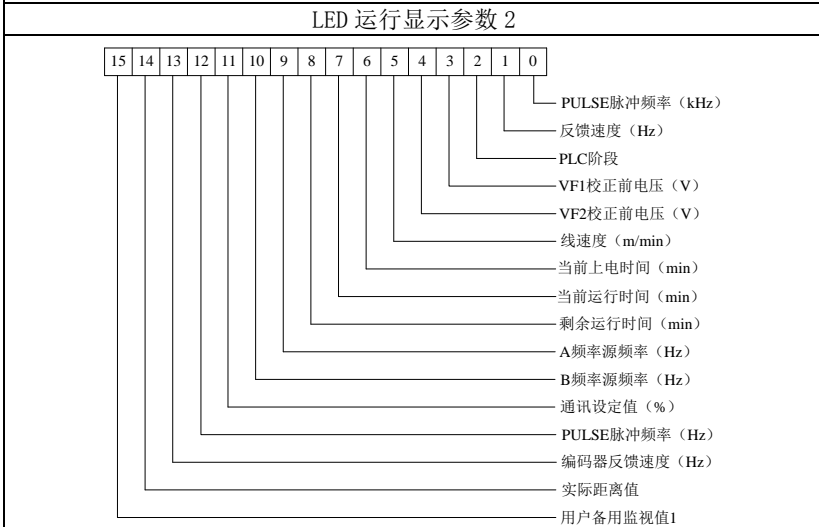 LED 运行显示参数 2
15 14 13 12 11 10 9 8 7 6 5 4 3 2 1 0
PULSE脉冲频率（kHz）
反馈速度（Hz）
PLC阶段
VF1校正前电压（V）
VF2校正前电压（V）
线速度（m/min）
当前上电时间（min）
当前运行时间（min）
剩余运行时间（min）
A频率源频率（Hz）
B频率源频率（Hz）
通讯设定值（%）
PULSE脉冲频率（Hz）
编码器反馈速度（Hz）
实际距离值
用户备用监视值1